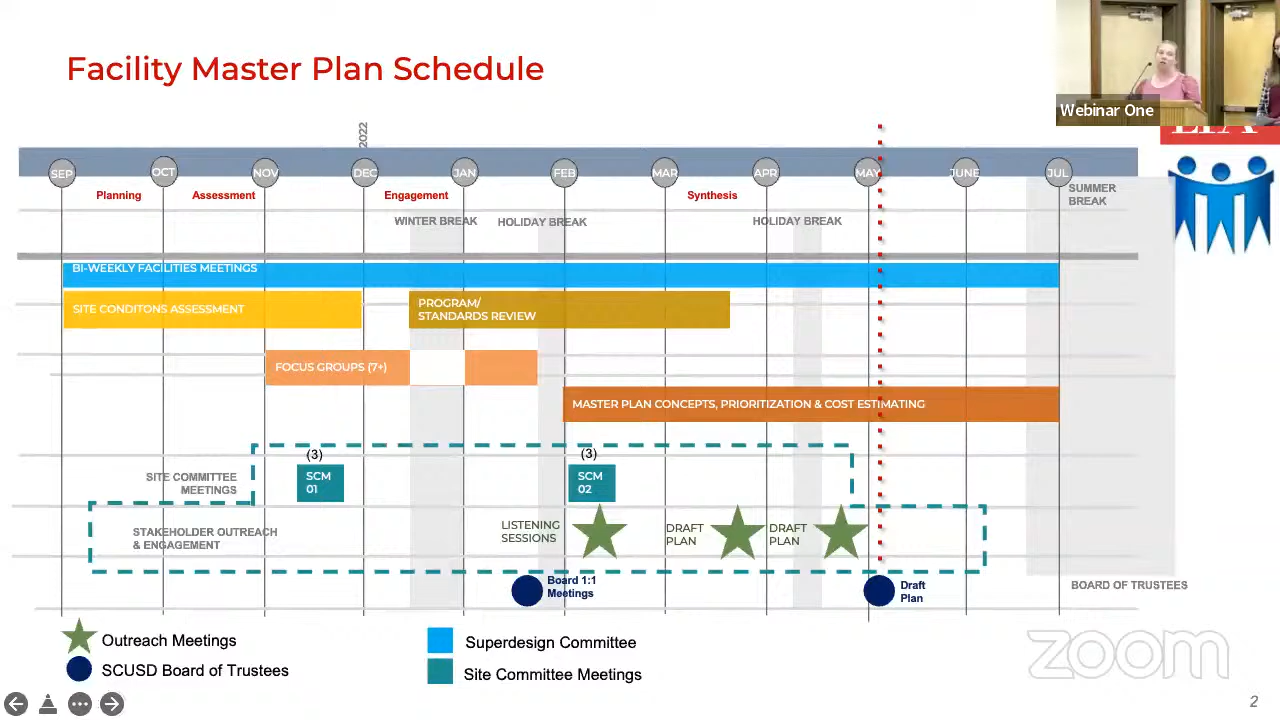 Facility Master Plan Schedule
Webinar One
2022
SEP
OCT
NOV
DEC
JAN
FEB
MAR
APR
MAY
JUNE
JUL
Planning
Assessment
Engagement
Synthesis
SUMMER
BREAK
WINTER BREAK
HOLIDAY BREAK
HOLIDAY BREAK
BI-WEEKLY FACILITIES MEETINGS
SITE CONDITONS ASSESSMENT
PROGRAM/
STANDARDS REVIEW
FOCUS GROUPS (7+)
MASTER PLAN CONCEPTS, PRIORITIZATION & COST ESTIMATING
(3)
(3)
SITE COMMITTEE
MEETINGS
SCM
01
SCM
02
STAKEHOLDER OUTREACH
& ENGAGEMENT
LISTENING
SESSIONS
DRAFT
PLAN
DRAFT
PLAN
Board 1:1
Meetings
Draft
Plan
BOARD OF TRUSTEES
Outreach Meetings
SCUSD Board of Trustees
Superdesign Committee
Site Committee Meetings
zoom
2